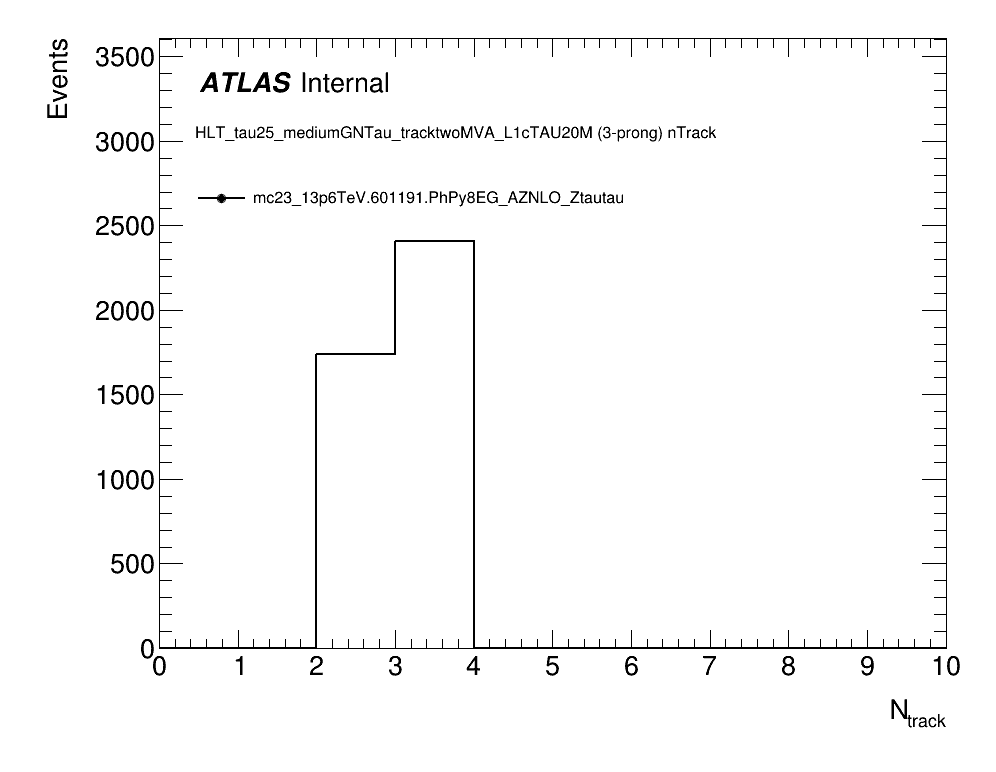 Events
3500
3000
2500
2000
1500
1000
500
0
ATLAS Internal
HLT_tau25_mediumGNTau_tracktwoMVA_L1cTAU20M (3-prong) nTrack
mc23_13p6TeV.601191.PhPy8EG_AZNLO_Ztautau
0 1 2 3 4 5 6 7 8 9 10
N_track